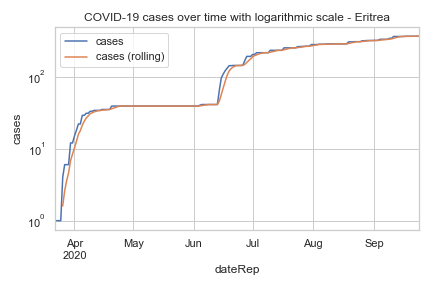 COVID-19 cases over time with logarithmic scale - Eritrea
cases
cases (rolling)
10²
10¹
10⁰
cases
Apr
2020
May
Jun
Jul
Aug
Sep
dateRep